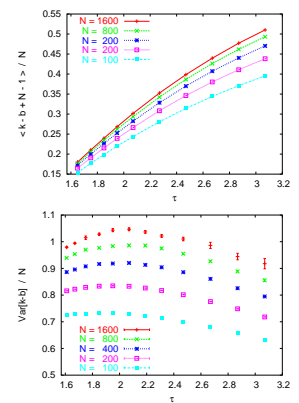 0.55
0.5
0.45
0.4
0.35
0.3
0.25
0.2
0.15
< k - b + N - 1 > / N
N = 1600
N = 800
N = 200
N = 200
N = 100
1.6 1.8 2 2.2 2.4 2.6 2.8 3 3.2
τ
1.1
1
0.9
0.8
0.7
0.6
0.5
Var[k-b] / N
N = 1600
N = 800
N = 400
N = 200
N = 100
1.6 1.8 2 2.2 2.4 2.6 2.8 3 3.2
τ